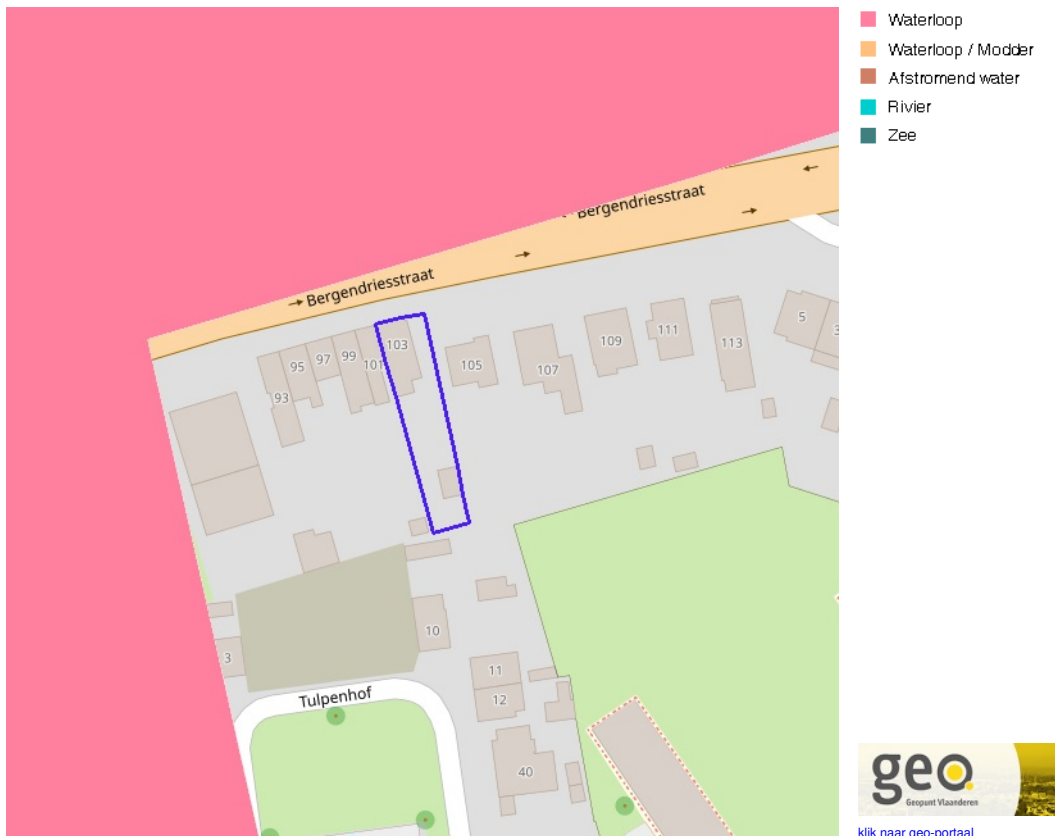 Waterloop
Waterloop / Modder
Afstromend water
Rivier
Zee
Bergendriesstraat
Bergendriesstraat
5
111
109
113
103
99
97
95
101
105
107
93
10
3
11
12
Tulpenhof
40
geo
Geopunt Vlaanderen
klik naar geo-portaal